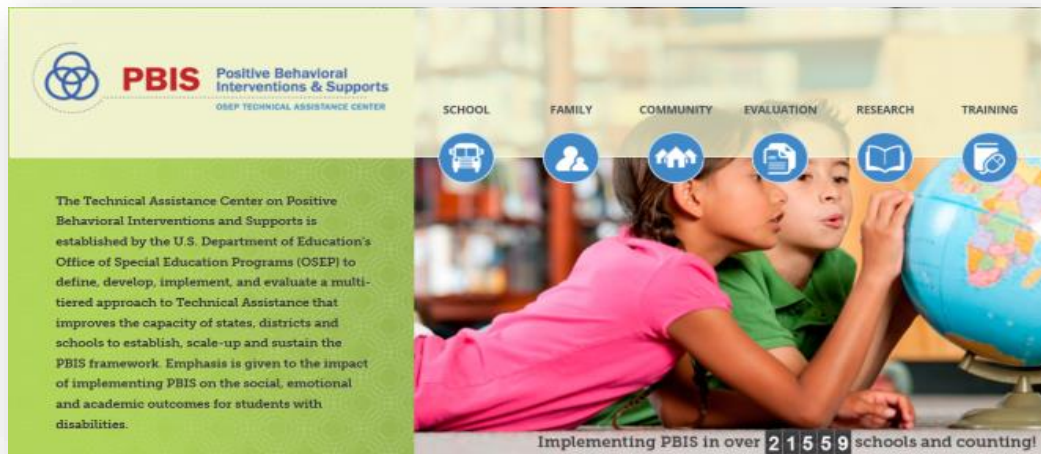 PBIS
Positive Behavioral
Interventions & Supports
OSEP TECHNICAL ASSISTANCE CENTER
SCHOOL
FAMILY
COMMUNITY
EVALUATION
RESEARCH
TRAINING
The Technical Assistance Center on Positive
Behavioral Interventions and Supports is
established by the U.S. Department of Education's
Office of Special Education Programs (OSEP) to
define, develop, implement, and evaluate a multi-
tiered approach to Technical Assistance that
improves the capacity of states, districts and
schools to establish, scale-up and sustain the
PBIS framework. Emphasis is given to the impact
of implementing PBIS on the social, emotional
and academic outcomes for students with
disabilities.
Implementing PBIS in over 21559 schools and counting!